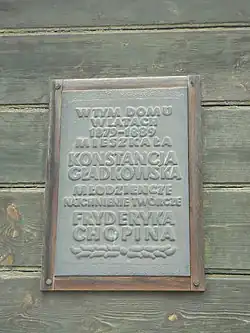 W TYM DOMU
W LATACH
1879-1889
MIESZKAŁA
KONSTANCJA
GŁADKOWSKA
MŁODZIEŃCZE
NATCHNIENIE TWÓRCZE
FRYDERYKA
CHOPINA